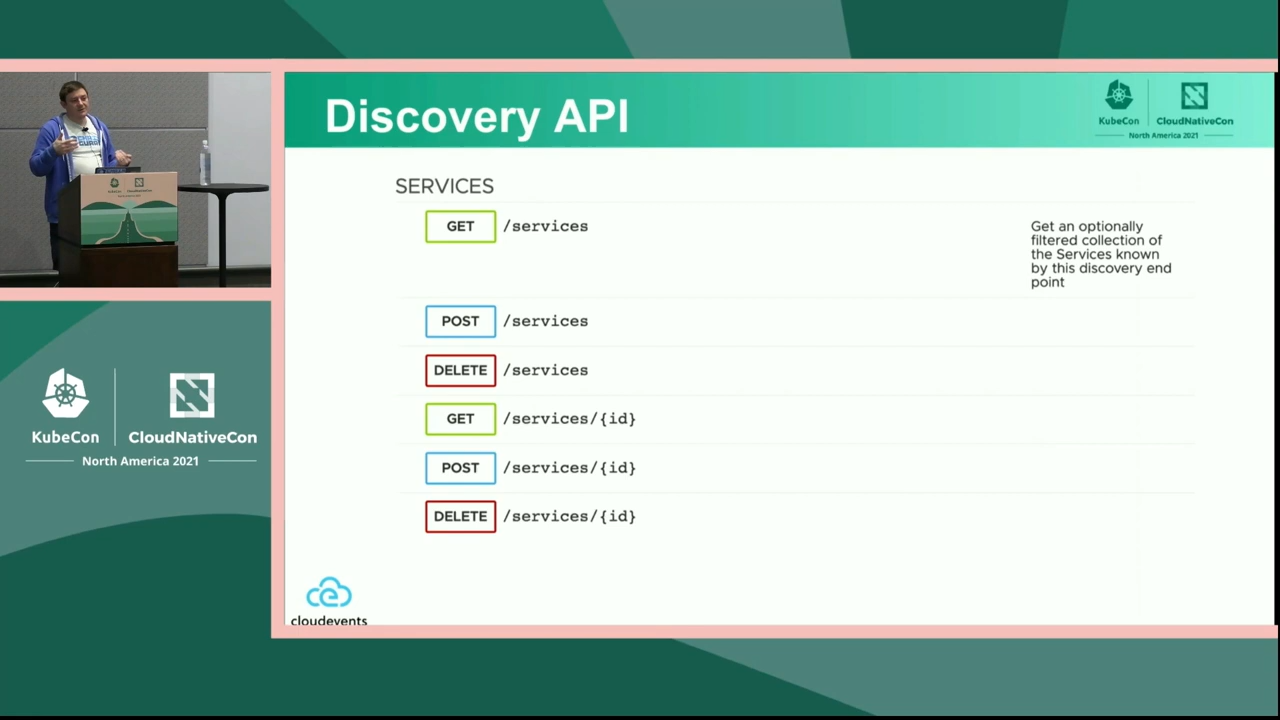 Discovery API
KubeCon
CloudNativeCon
North America 2021
SERVICES
GET /services
Get an optionally
filtered collection of
the Services known
by this discovery end
point
POST /services
DELETE /services
GET /services/{id}
POST /services/{id}
DELETE /services/{id}
cloudevents
KubeCon
CloudNativeCon
North America 2021